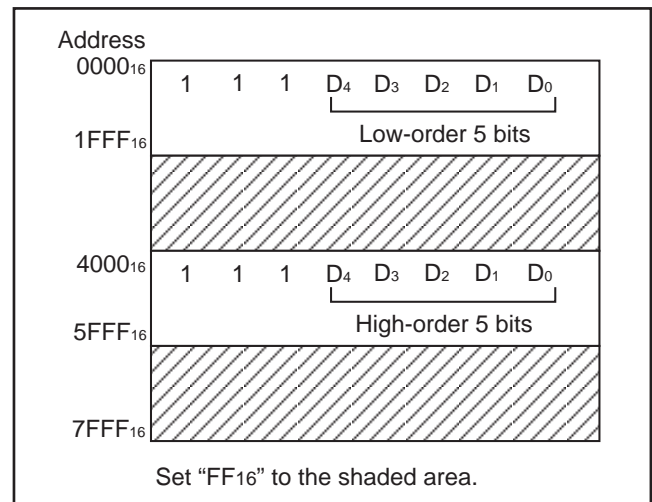 Address
0000₁₆
1 1 1 D₄ D₃ D₂ D₁ D₀
Low-order 5 bits
1FFF₁₆
4000₁₆
1 1 1 D₄ D₃ D₂ D₁ D₀
High-order 5 bits
5FFF₁₆
7FFF₁₆
Set “FF₁₆” to the shaded area.